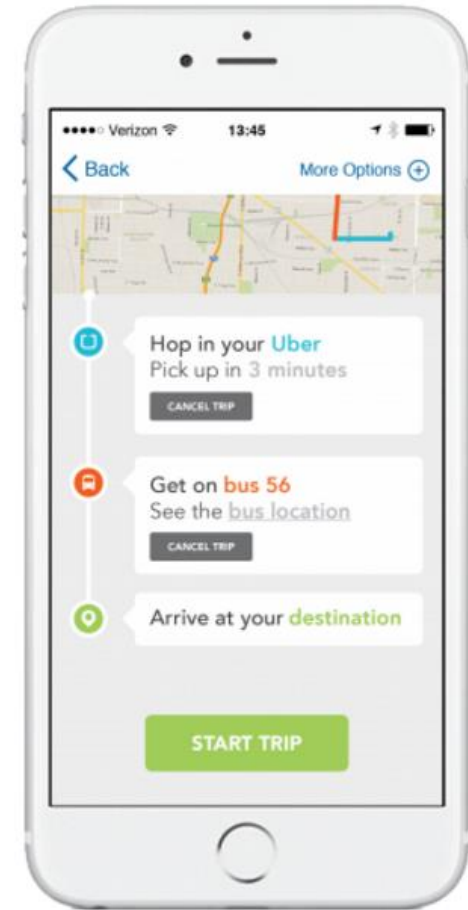 Verizon 13:45
Back More Options
Hop in your Uber
Pick up in 3 minutes
CANCEL TRIP
Get on bus 56
See the bus location
CANCEL TRIP
Arrive at your destination
START TRIP